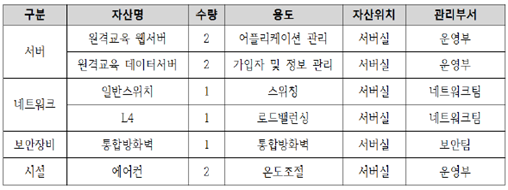 구분 자산명 수량 용도 자산위치 관리부서
서버 원격교육 웹서버 2 어플리케이션 관리 서버실 운영부
원격교육 데이터서버 2 가입자 및 정보 관리 서버실 운영부
네트워크 일반스위치 1 스위칭 서버실 네트워크팀
L4 1 로드밸런싱 서버실 네트워크팀
보안장비 통합방화벽 1 통합방화벽 서버실 보안팀
시설 에어컨 2 온도조절 서버실 운영부